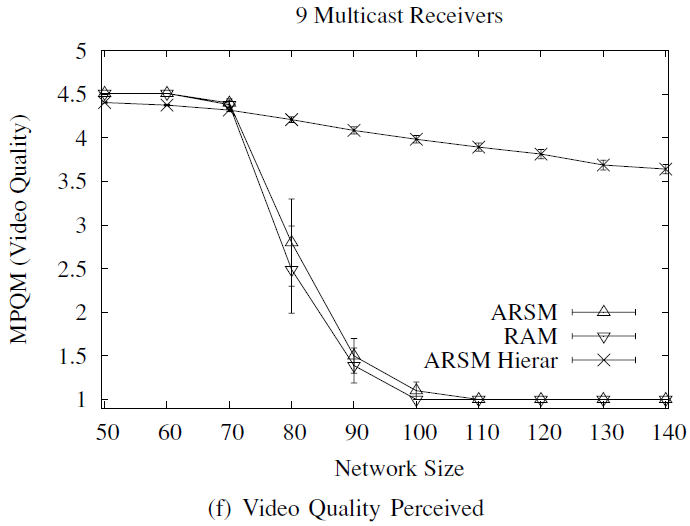 9 Multicast Receivers
5
4.5
4
3.5
3
2.5
2
1.5
1
MPQM (Video Quality)
ARSM
RAM
ARSM Hierar
50 60 70 80 90 100 110 120 130 140
Network Size
(f) Video Quality Perceived